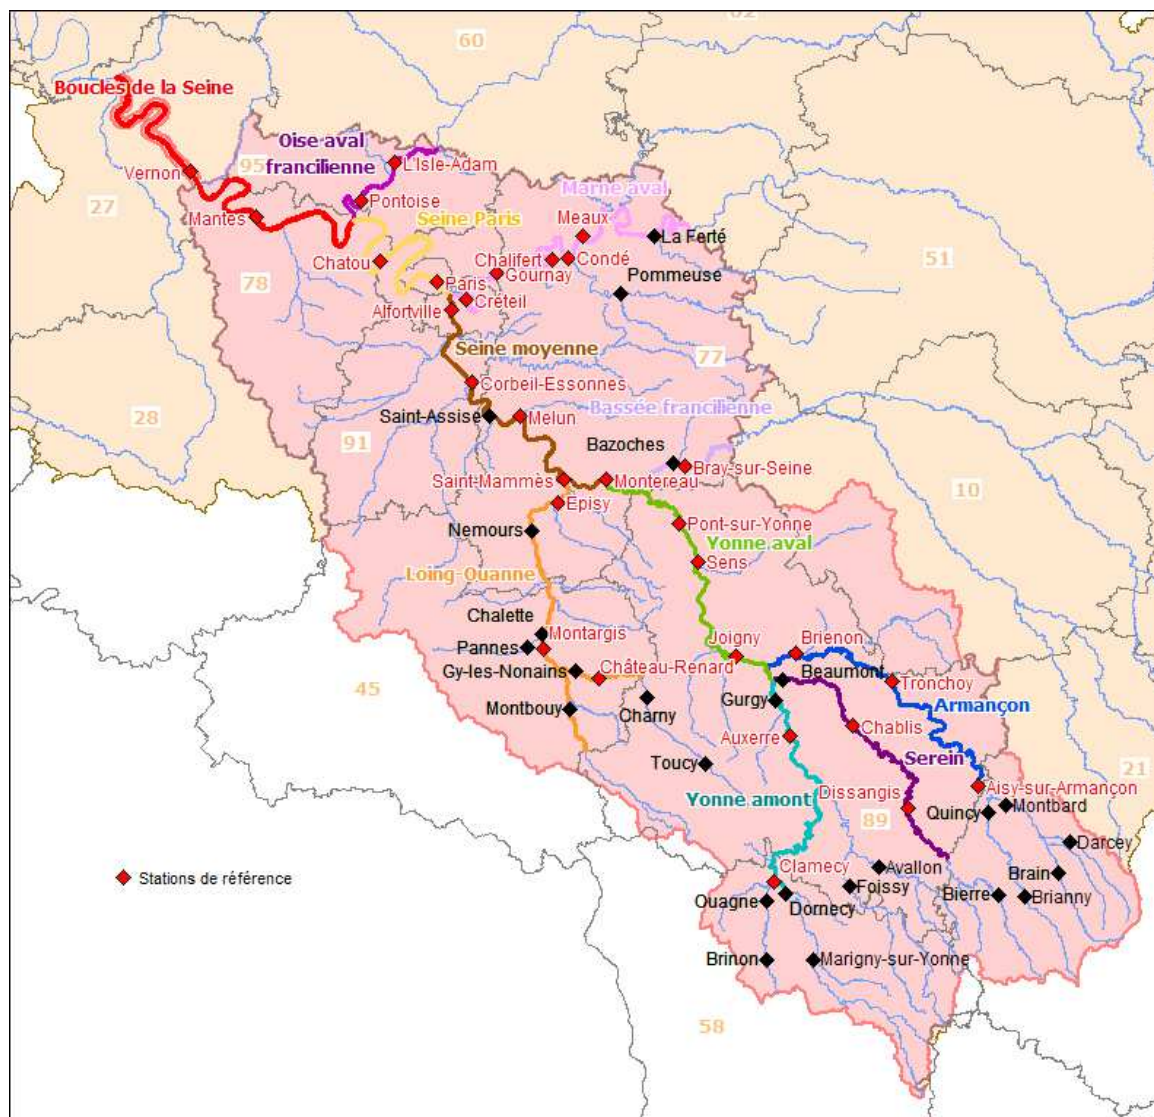 02
60
Boucles de la Seine
Oise aval
francilienne
95
L'Isle-Adam
Vernon
27
Pontoise
Marne aval
Mantes
Seine Paris
Meaux
La Ferté
Chatou
Chalifert
Condé
Gournay
51
78
Paris
Pommeuse
Créteil
Alfortville
Seine moyenne
77
Corbeil-Essonnes
28
Saint-Assise
Melun
Bassée francilienne
91
Bazoches
Bray-sur-Seine
Saint-Mammès
Montereau
10
Episy
Nemours
Pont-sur-Yonne
Yonne aval
Sens
Loing-Ouanne
Chalette
Montargis
Pannes
Joigny
Brienon
Gy-les-Nonains
Château-Renard
Beaumont
Tronchoy
45
Montbouy
Charny
Gurgy
Armançon
Auxerre
Chablis
Toucy
Serein
21
Yonne amont
Dissangis
Aisy-sur-Armançon
89
Quincy
Montbard
Darcey
Stations de référence
Clamecy
Avallon
Brain
Foissy
Ouagne
Dornecy
Bierre
Brianny
Brinon
Marigny-sur-Yonne
58